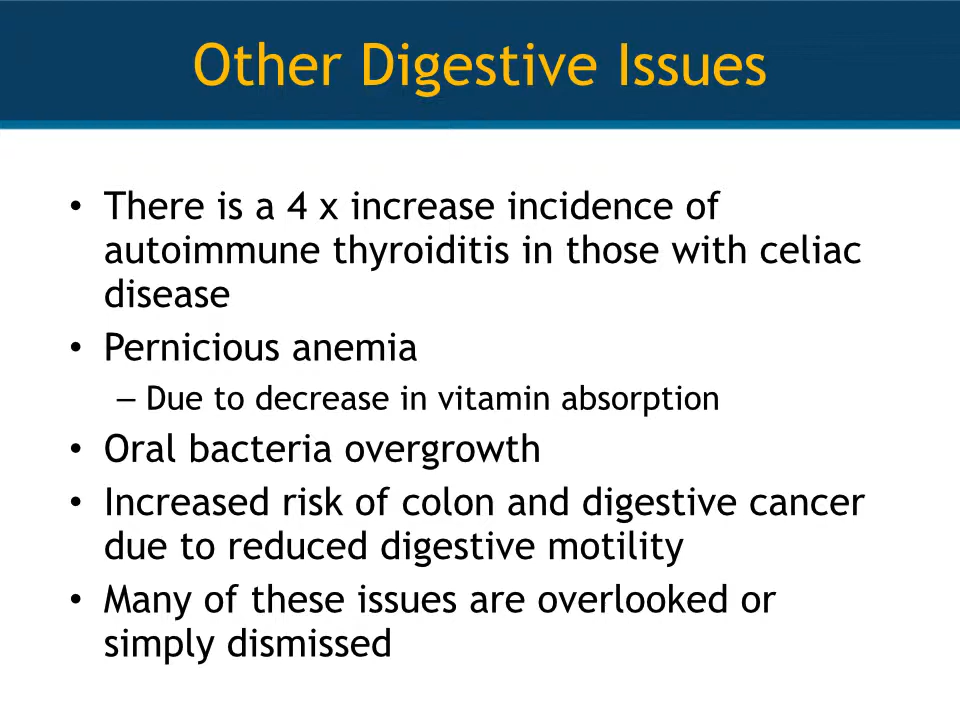 Other Digestive Issues
• There is a 4 x increase incidence of
autoimmune thyroiditis in those with celiac
disease
• Pernicious anemia
– Due to decrease in vitamin absorption
• Oral bacteria overgrowth
• Increased risk of colon and digestive cancer
due to reduced digestive motility
• Many of these issues are overlooked or
simply dismissed